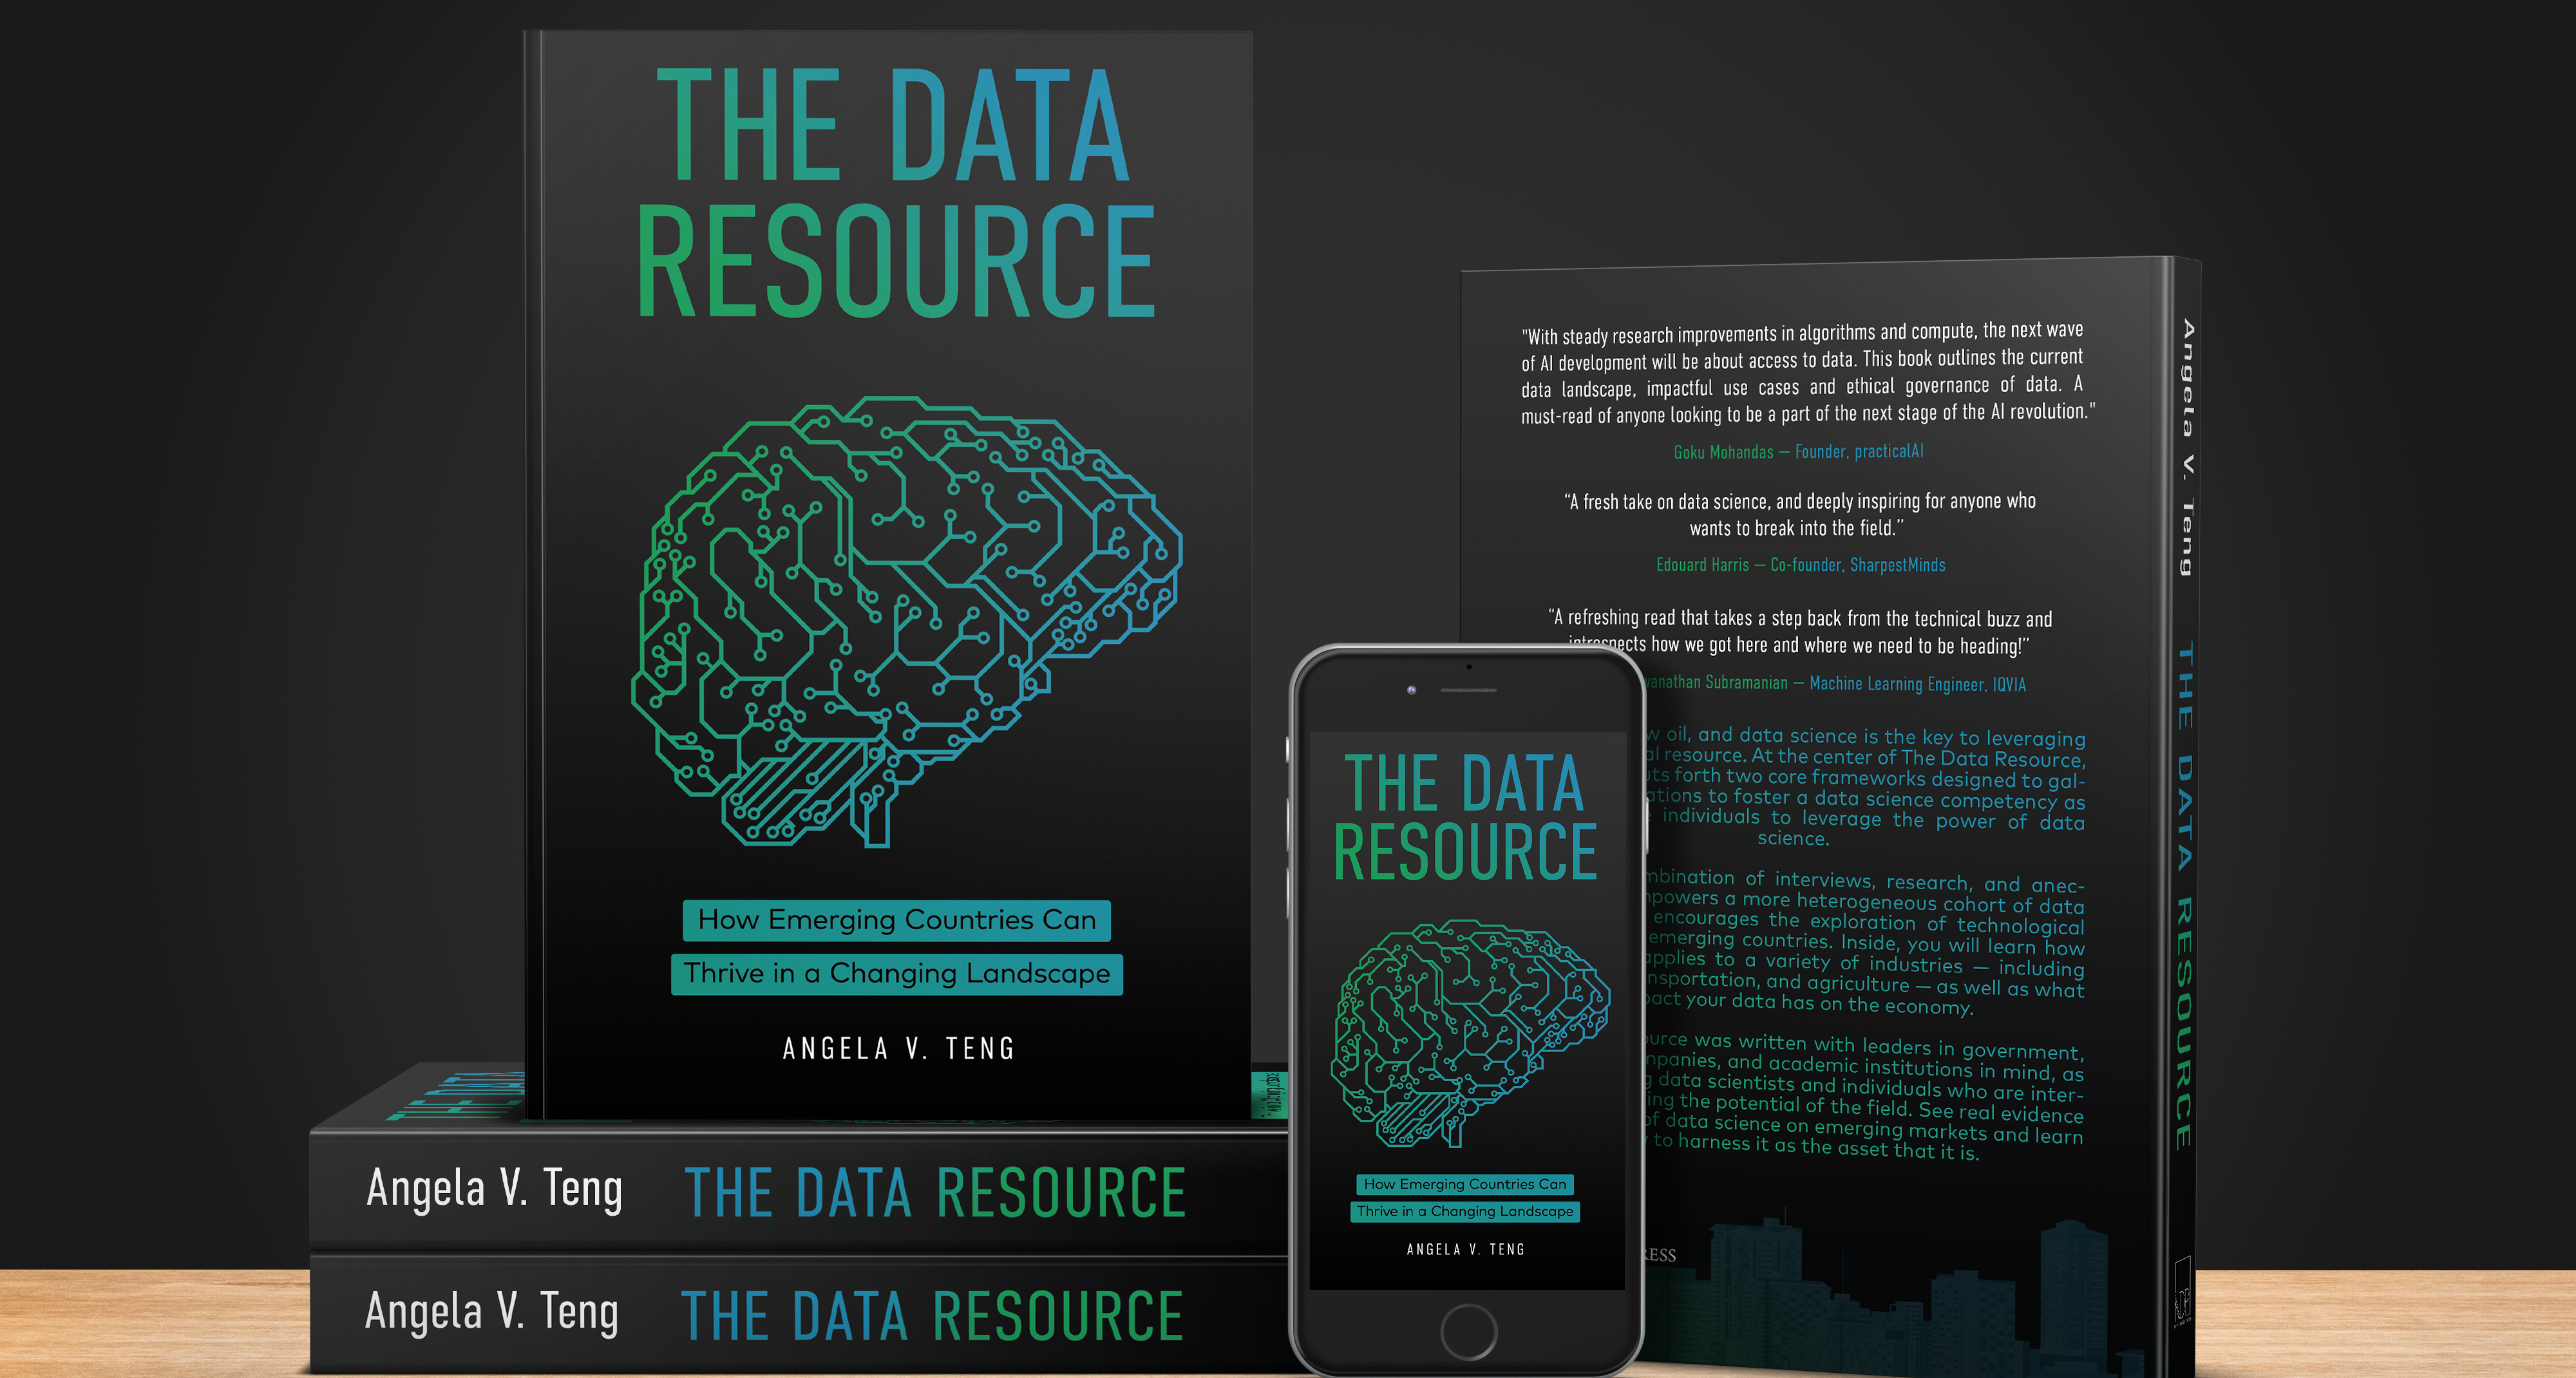 THE DATA
RESOURCE
How Emerging Countries Can
Thrive in a Changing Landscape
ANGELA V. TENG
Angela V. Teng THE DATA RESOURCE
Angela V. Teng THE DATA RESOURCE
THE DATA
RESOURCE
How Emerging Countries Can
Thrive in a Changing Landscape
ANGELA V. TENG
"With steady research improvements in algorithms and compute, the next wave
of AI development will be about access to data. This book outlines the current
data landscape, impactful use cases and ethical governance of data. A
must-read of anyone looking to be a part of the next stage of the AI revolution."
Goku Mohandas — Founder, practicalAI
“A fresh take on data science, and deeply inspiring for anyone who
wants to break into the field.”
Edouard Harris — Co-founder, SharpestMinds
“A refreshing read that takes a step back from the technical buzz and
introspects how we got here and where we need to be heading!”
Subramanian — Machine Learning Engineer, IQVIA
oil, and data science is the key to leveraging
resource. At the center of The Data Resource,
forth two core frameworks designed to gal-
to foster a data science competency as
individuals to leverage the power of data
science.
of interviews, research, and anec-
a more heterogeneous cohort of data
encourages the exploration of technological
emerging countries. Inside, you will learn how
applies to a variety of industries — including
and agriculture — as well as what
your data has on the economy.
was written with leaders in government,
and academic institutions in mind, as
data scientists and individuals who are inter-
the potential of the field. See real evidence
of data science on emerging markets and learn
to harness it as the asset that it is.
Angela V. Teng THE DATA RESOURCE